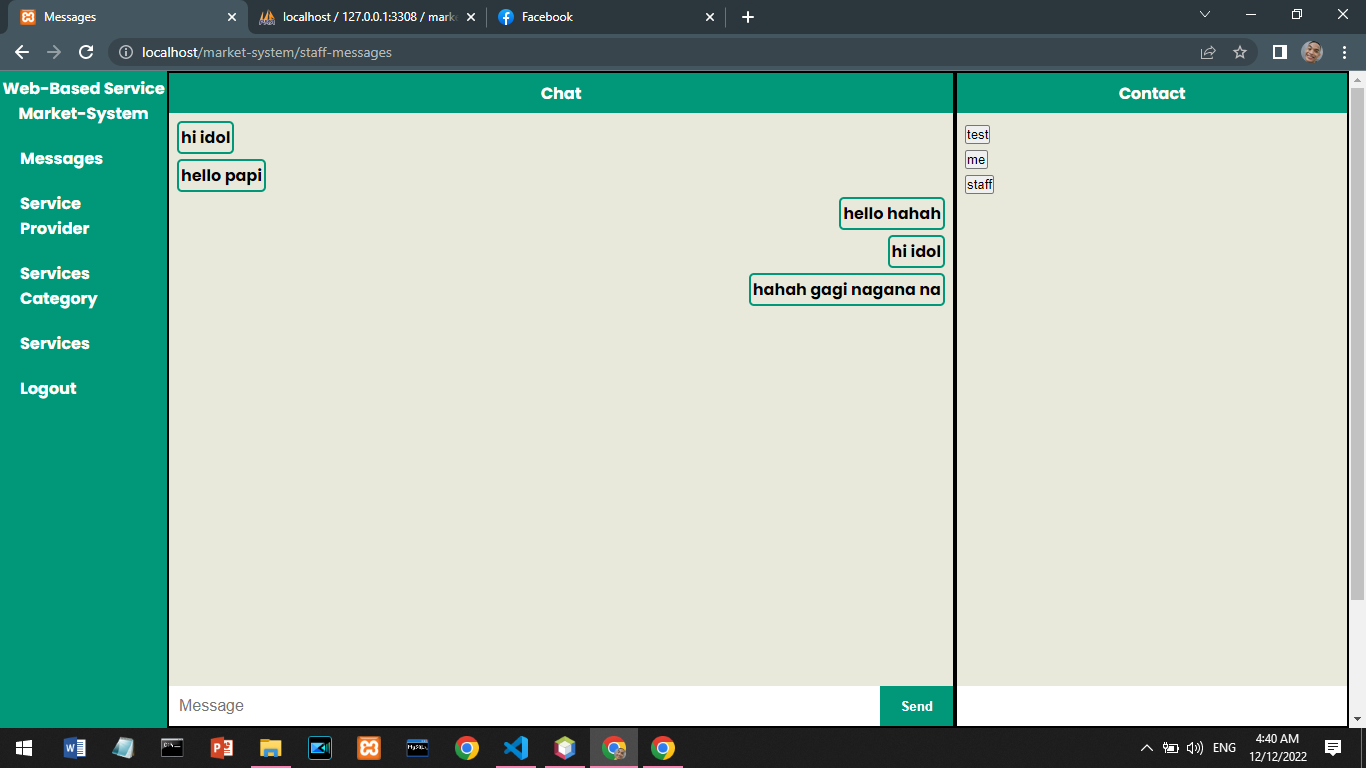 Messages
localhost / 127.0.0.1:3308 / mark
Facebook
localhost/market-system/staff-messages
Web-Based Service
Market-System
Messages
Service
Provider
Services
Category
Services
Logout
Chat
hi idol
hello papi
hello hahah
hi idol
hahah gagi nagana na
Message
Send
Contact
test
me
staff
ENG
4:40 AM
12/12/2022